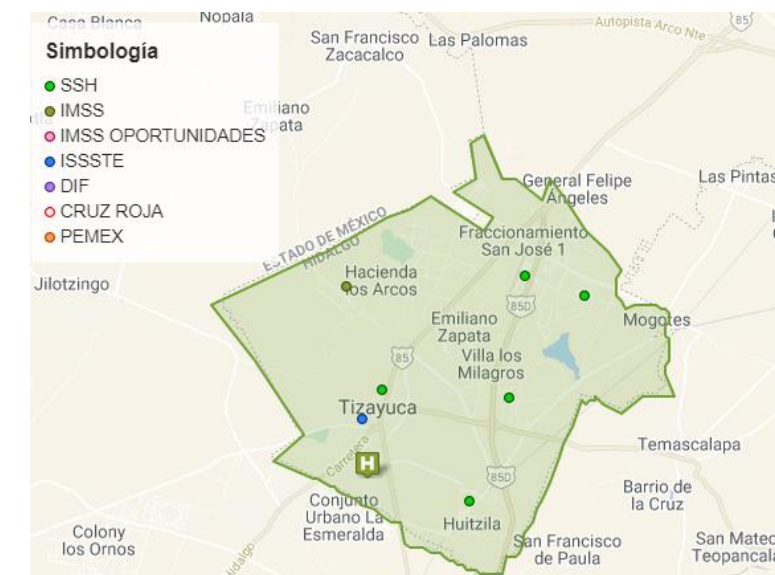 Casa Blanca
Nopala
Autopista Arco Nte
85
Simbología
SSH
IMSS
IMSS OPORTUNIDADES
ISSSTE
DIF
CRUZ ROJA
PEMEX
San Francisco
Zacacalco
Las Palomas
Emiliano
Zapata
General Felipe
Ángeles
Las Pintas
ESTADO DE MÉXICO
HIDALGO
Fraccionamiento
San José 1
Jilotzingo
Hacienda
los Arcos
85D
Emiliano
Zapata
Mogotes
85
Villa los
Milagros
Tizayuca
Carretera
Temascalapa
H
85D
Conjunto
Urbano La
Esmeralda
Barrio de
la Cruz
Huitzila
Colony
los Ornos
Hidalgo
San Francisco
de Paula
San Mateo
Teopancala